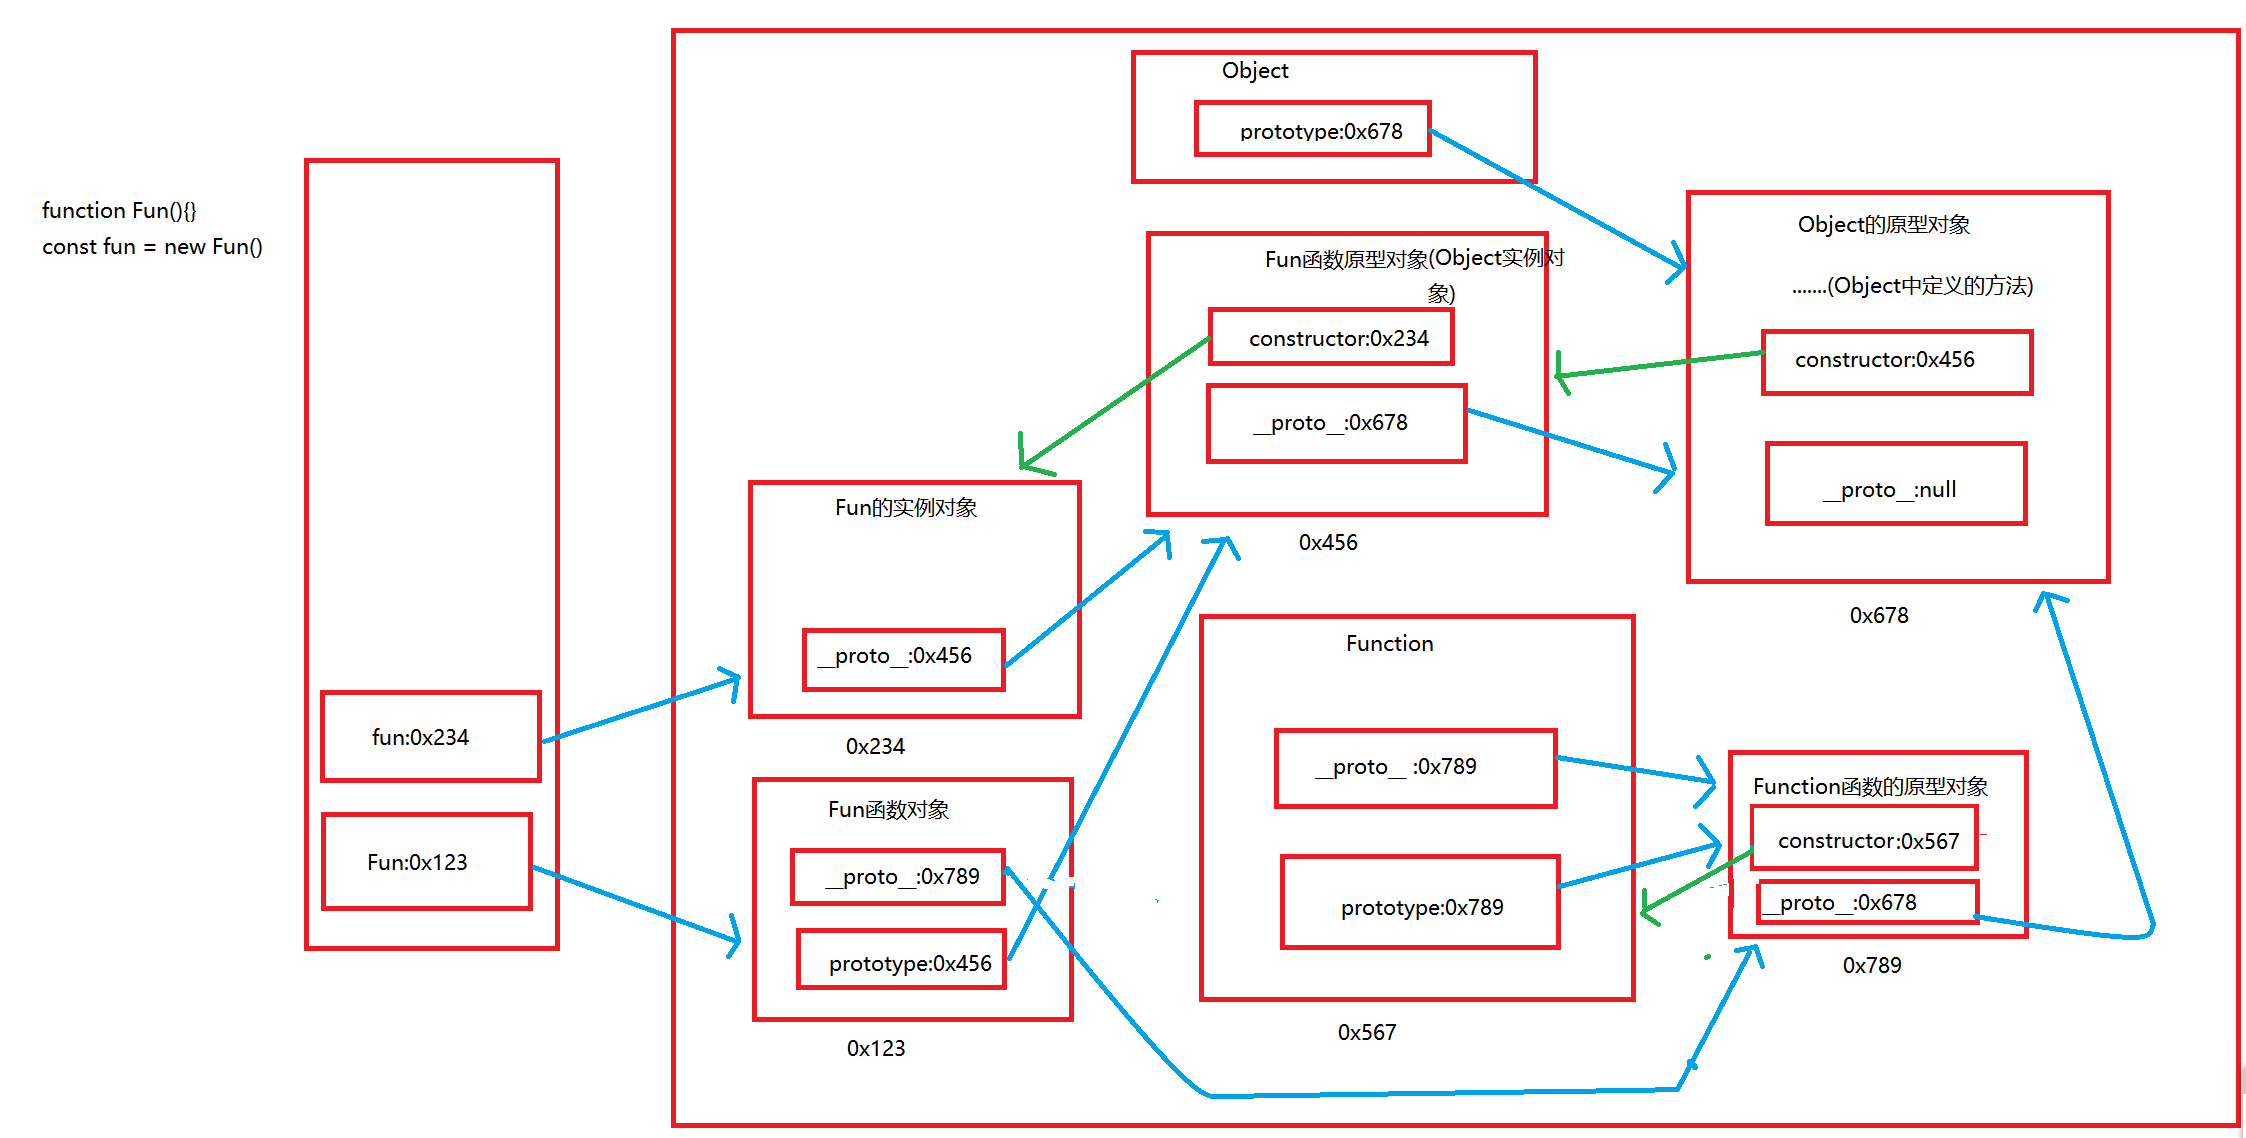 function Fun(){}
const fun = new Fun()
fun:0x234
Fun:0x123
Object
prototype:0x678
Fun函数原型对象(Object实例对
象)
constructor:0x234
__proto__:0x678
0x456
Object的原型对象
.......(Object中定义的方法)
constructor:0x456
__proto__:null
0x678
Fun的实例对象
__proto__:0x456
0x234
Fun函数对象
__proto__:0x789
prototype:0x456
0x123
Function
__proto__ :0x789
prototype:0x789
0x567
Function函数的原型对象
constructor:0x567
__proto__:0x678
0x789